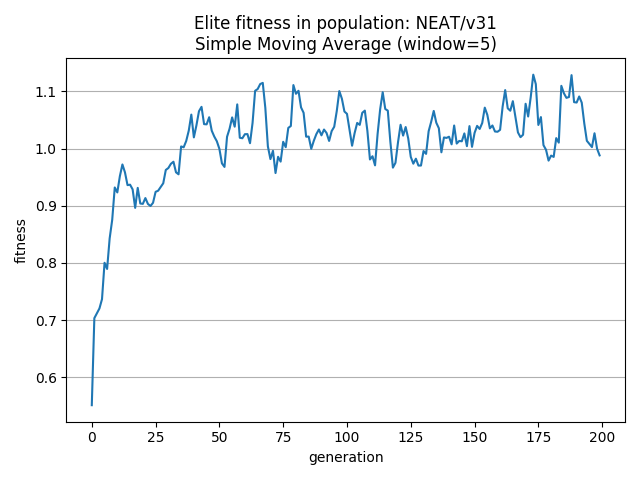 Elite fitness in population: NEAT/v31
Simple Moving Average (window=5)
1.1
1.0
0.9
0.8
0.7
0.6
fitness
0 25 50 75 100 125 150 175 200
generation